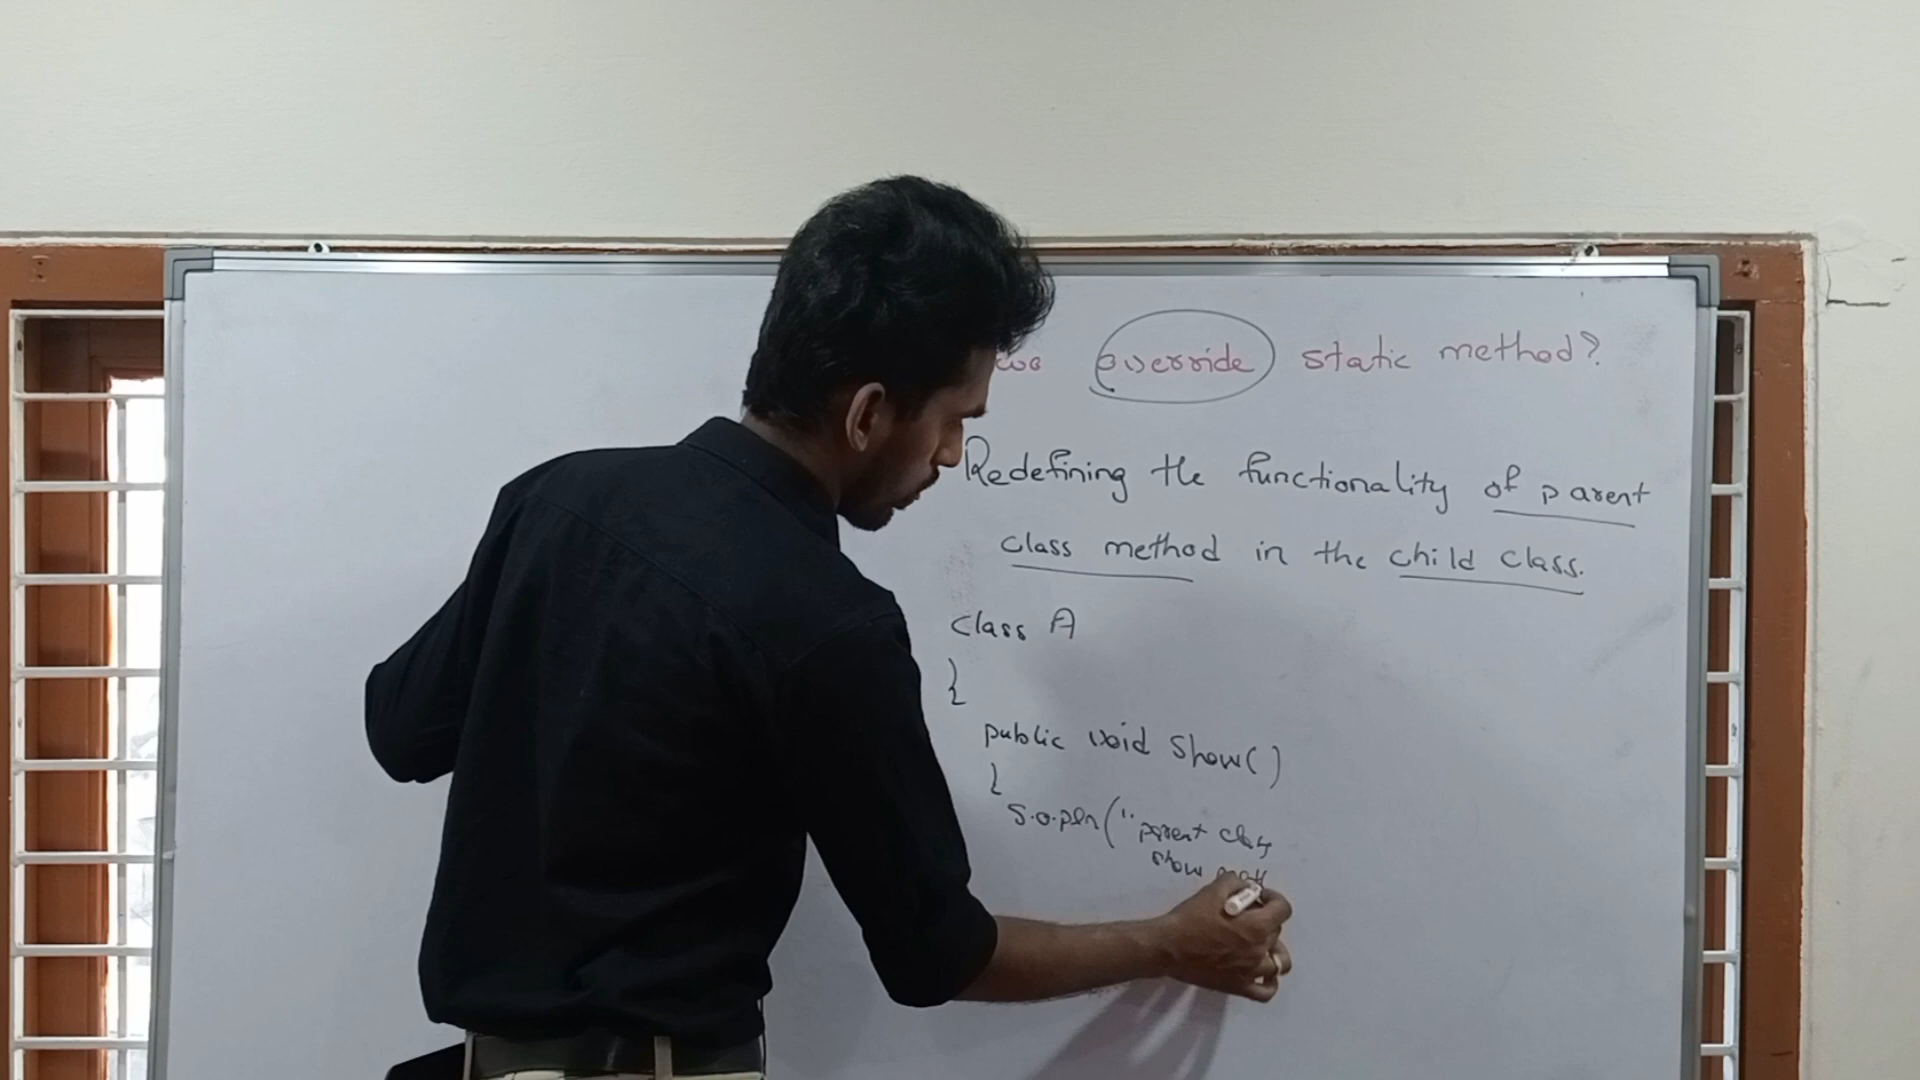 we override static method?
Redefining the functionality of parent
class method in the child class.
class A
{
public void show()
{
S.o.pln("parent class
show